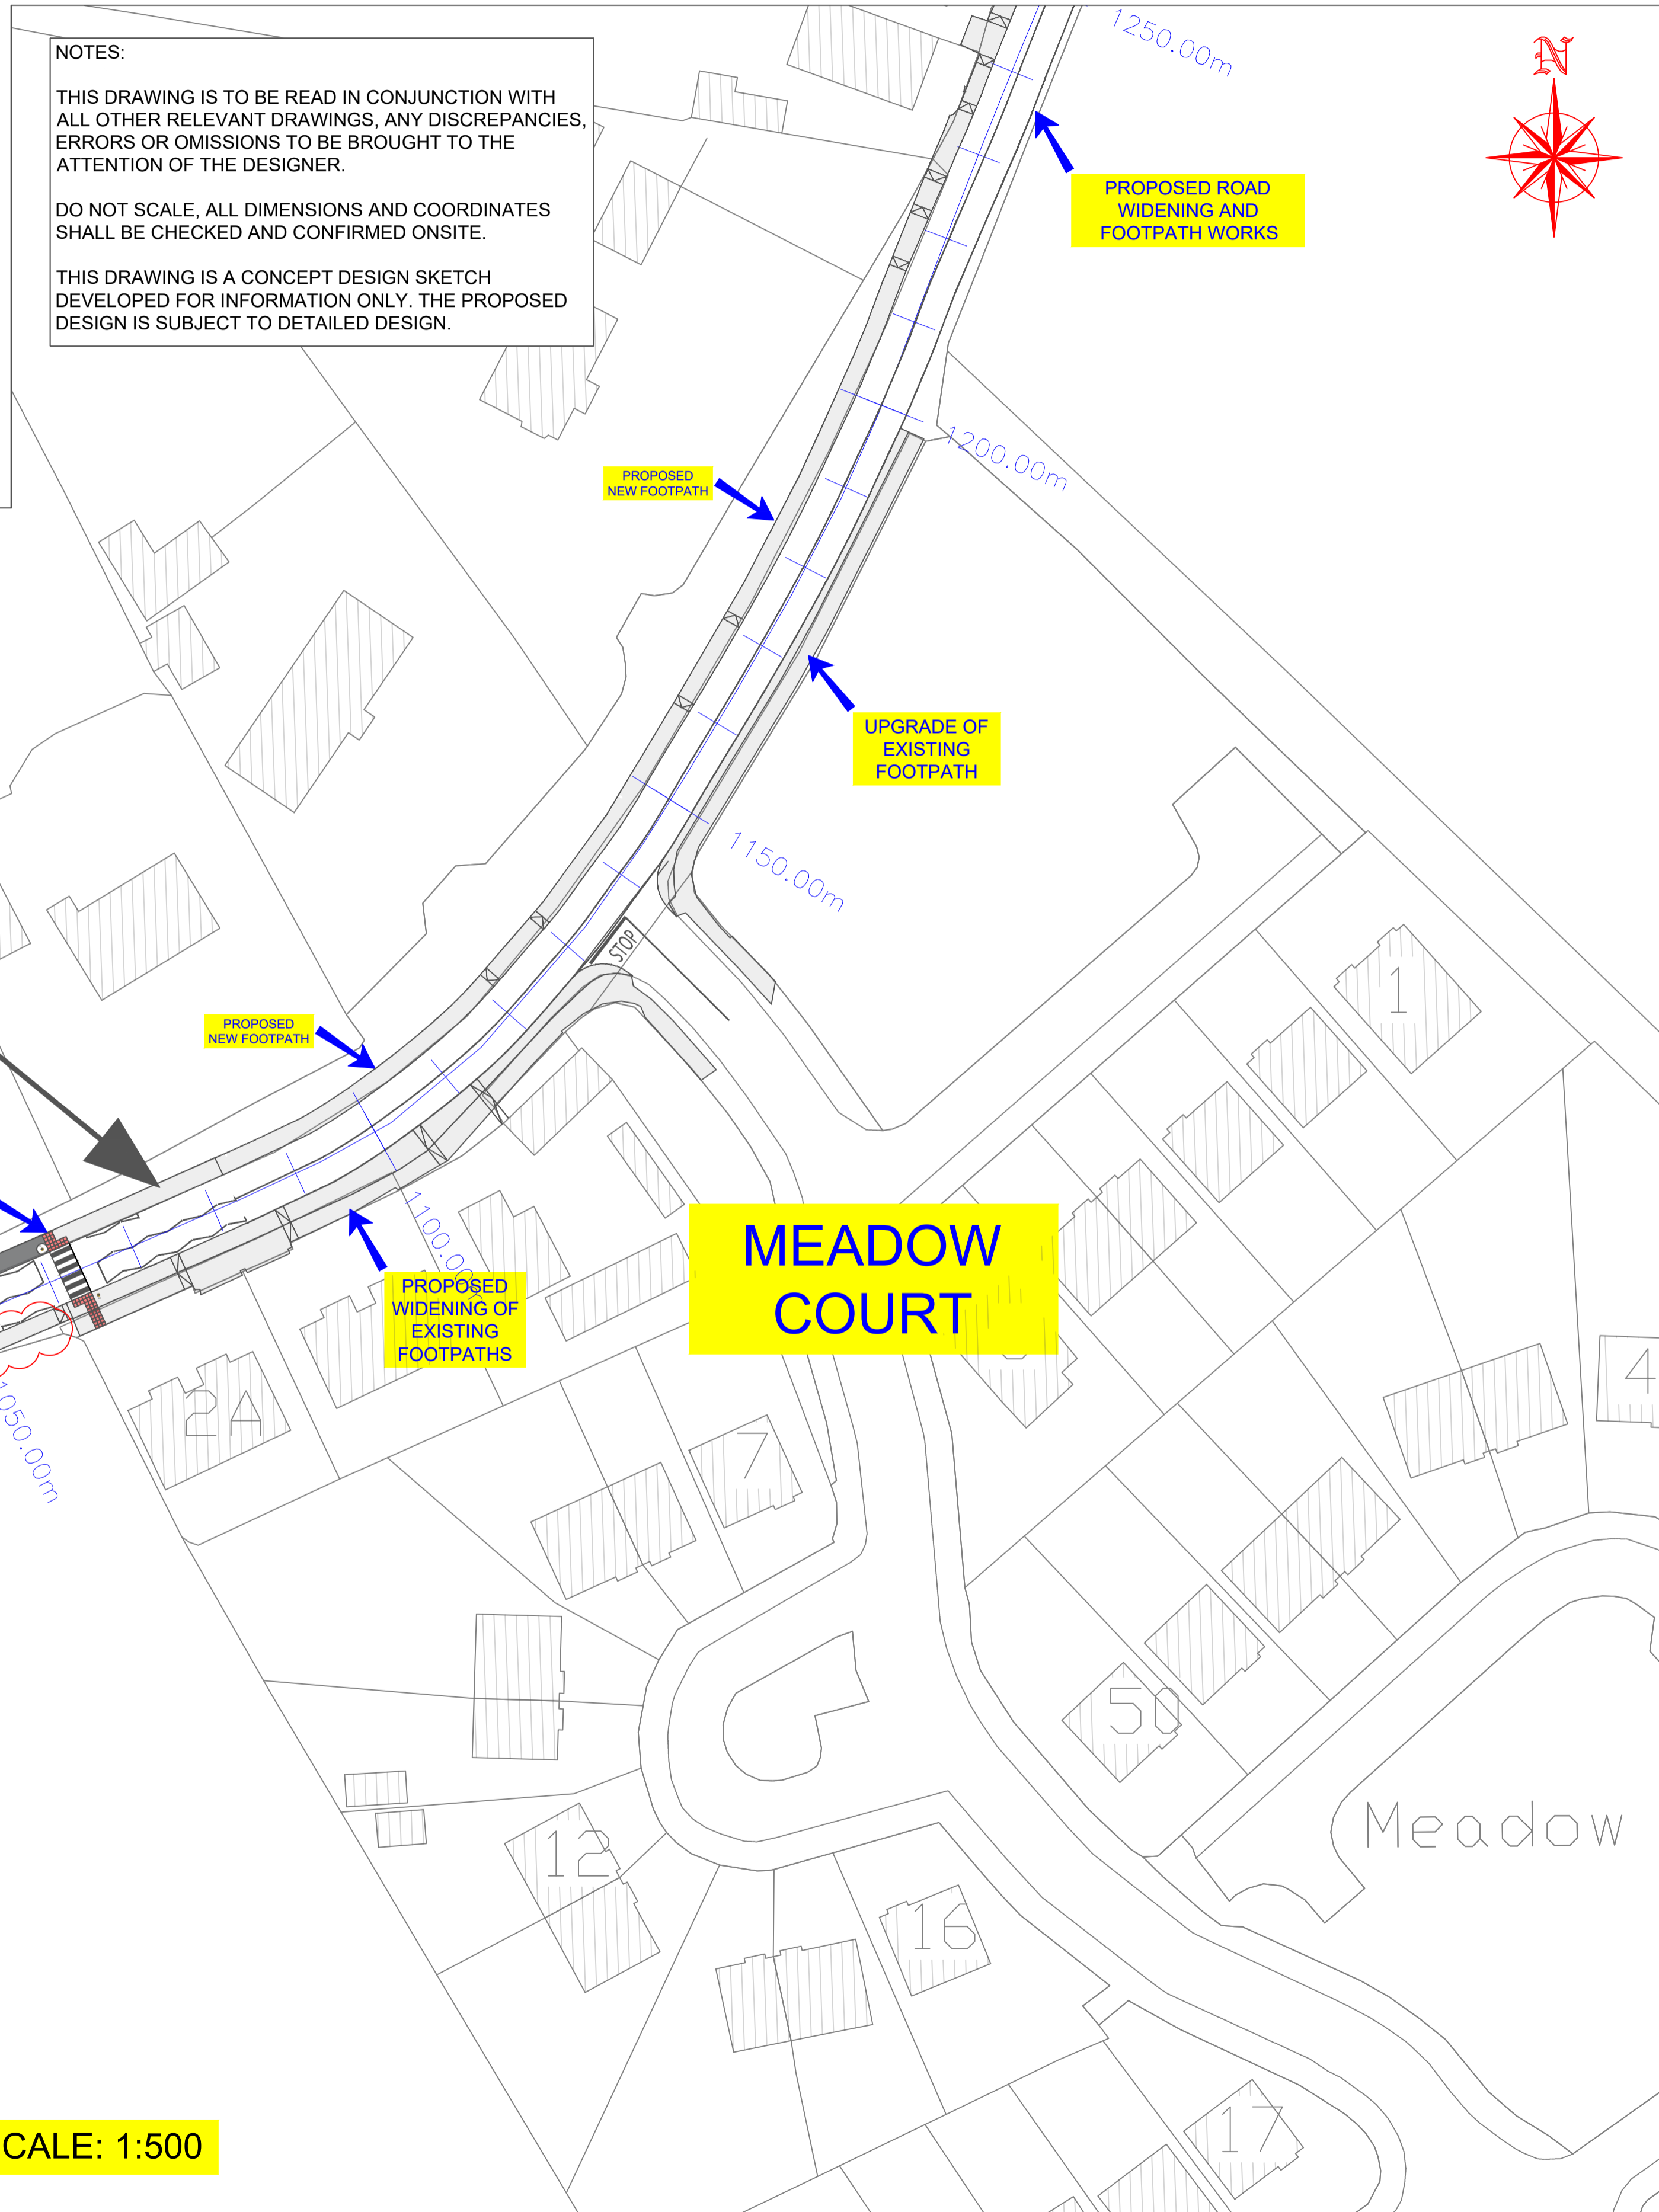 NOTES:
THIS DRAWING IS TO BE READ IN CONJUNCTION WITH
ALL OTHER RELEVANT DRAWINGS, ANY DISCREPANCIES,
ERRORS OR OMISSIONS TO BE BROUGHT TO THE
ATTENTION OF THE DESIGNER.
DO NOT SCALE, ALL DIMENSIONS AND COORDINATES
SHALL BE CHECKED AND CONFIRMED ONSITE.
THIS DRAWING IS A CONCEPT DESIGN SKETCH
DEVELOPED FOR INFORMATION ONLY. THE PROPOSED
DESIGN IS SUBJECT TO DETAILED DESIGN.
1250.00m
N
PROPOSED ROAD
WIDENING AND
FOOTPATH WORKS
1200.00m
PROPOSED
NEW FOOTPATH
UPGRADE OF
EXISTING
FOOTPATH
1150.00m
STOP
1
PROPOSED
NEW FOOTPATH
1100.00m
MEADOW
COURT
PROPOSED
WIDENING OF
EXISTING
FOOTPATHS
2A
4
1050.00m
7
50
Meadow
12
16
17
CALE: 1:500